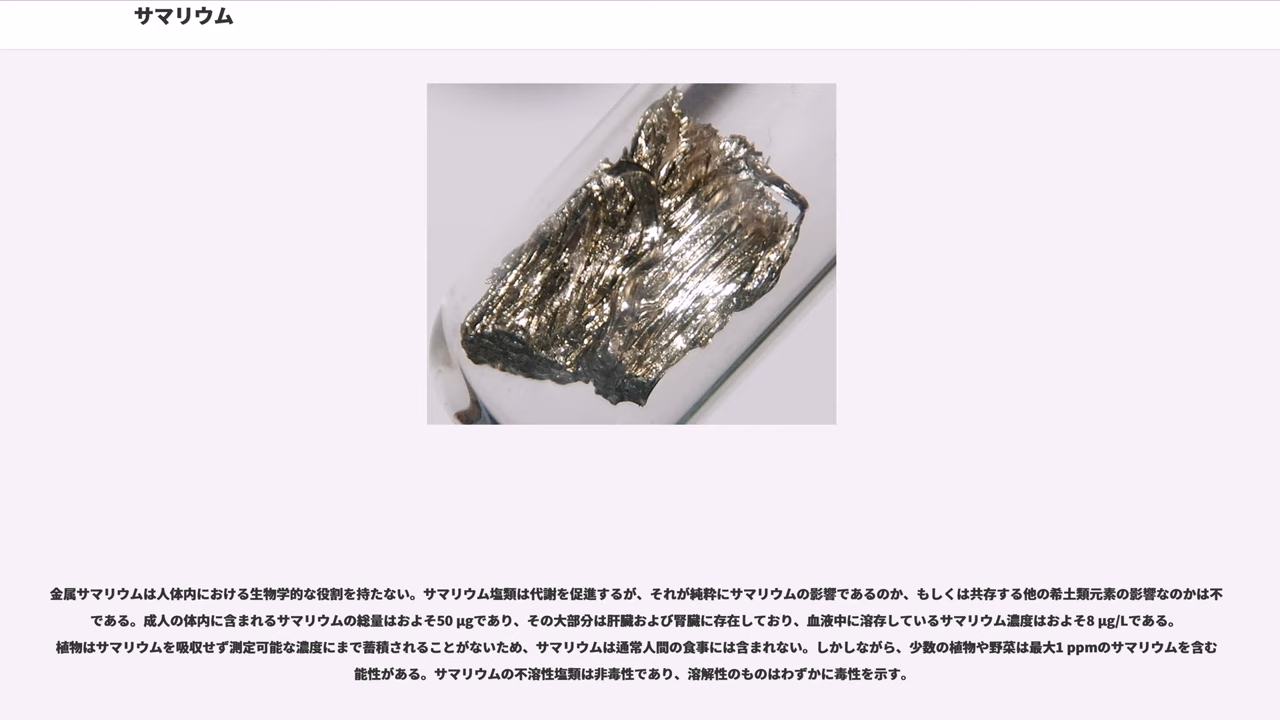 サマリウム
金属サマリウムは人体内における生物学的な役割を持たない。サマリウム塩類は代謝を促進するが、それが純粋にサマリウムの影響であるのか、もしくは共存する他の希土類元素の影響なのかは不
である。成人の体内に含まれるサマリウムの総量はおよそ50 μgであり、その大部分は肝臓および腎臓に存在しており、血液中に溶存しているサマリウム濃度はおよそ8 μg/Lである。
植物はサマリウムを吸収せず測定可能な濃度にまで蓄積されることがないため、サマリウムは通常人間の食事には含まれない。しかしながら、少数の植物や野菜は最大1 ppmのサマリウムを含む
能性がある。サマリウムの不溶性塩類は非毒性であり、溶解性のものはわずかに毒性を示す。